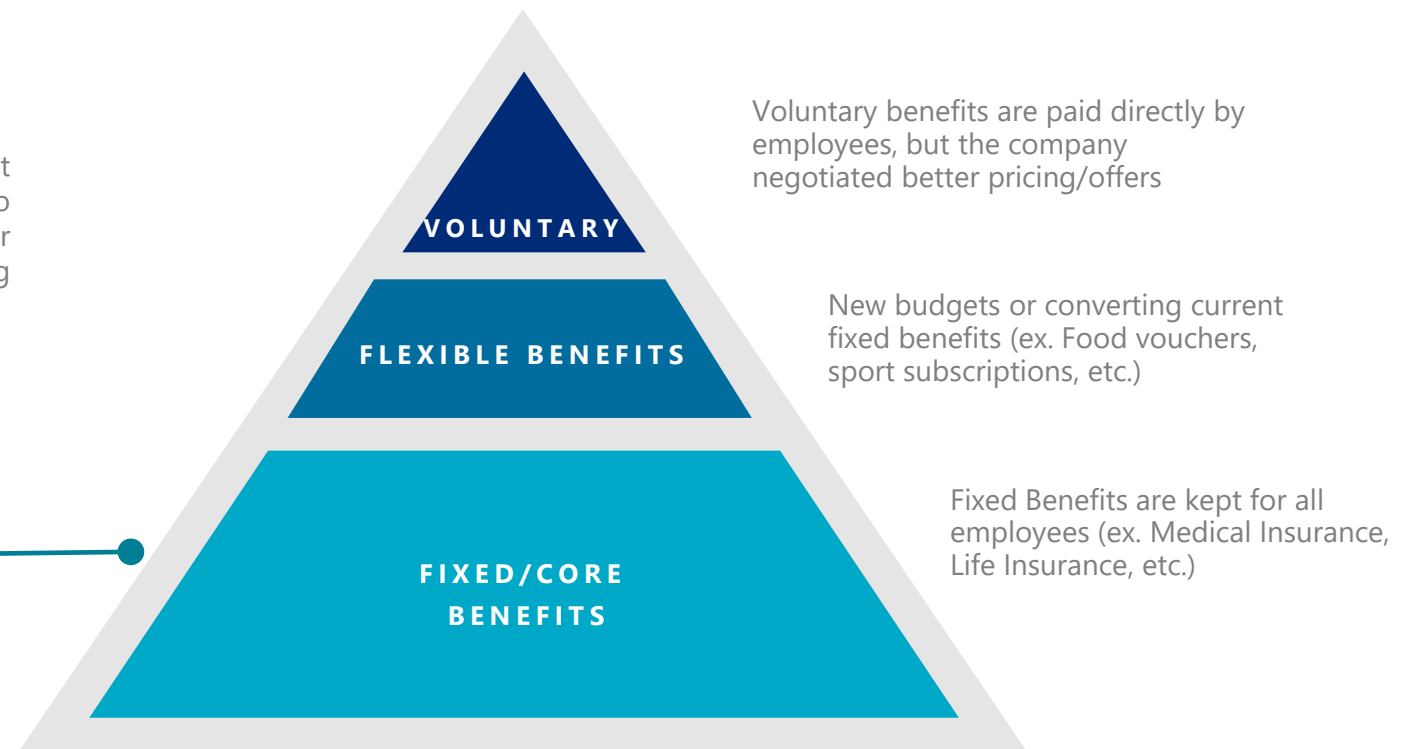 VOLUNTARY
Voluntary benefits are paid directly by
employees, but the company
negotiated better pricing/offers
FLEXIBLE BENEFITS
New budgets or converting current
fixed benefits (ex. Food vouchers,
sport subscriptions, etc.)
FIXED/CORE
BENEFITS
Fixed Benefits are kept for all
employees (ex. Medical Insurance,
Life Insurance, etc.)